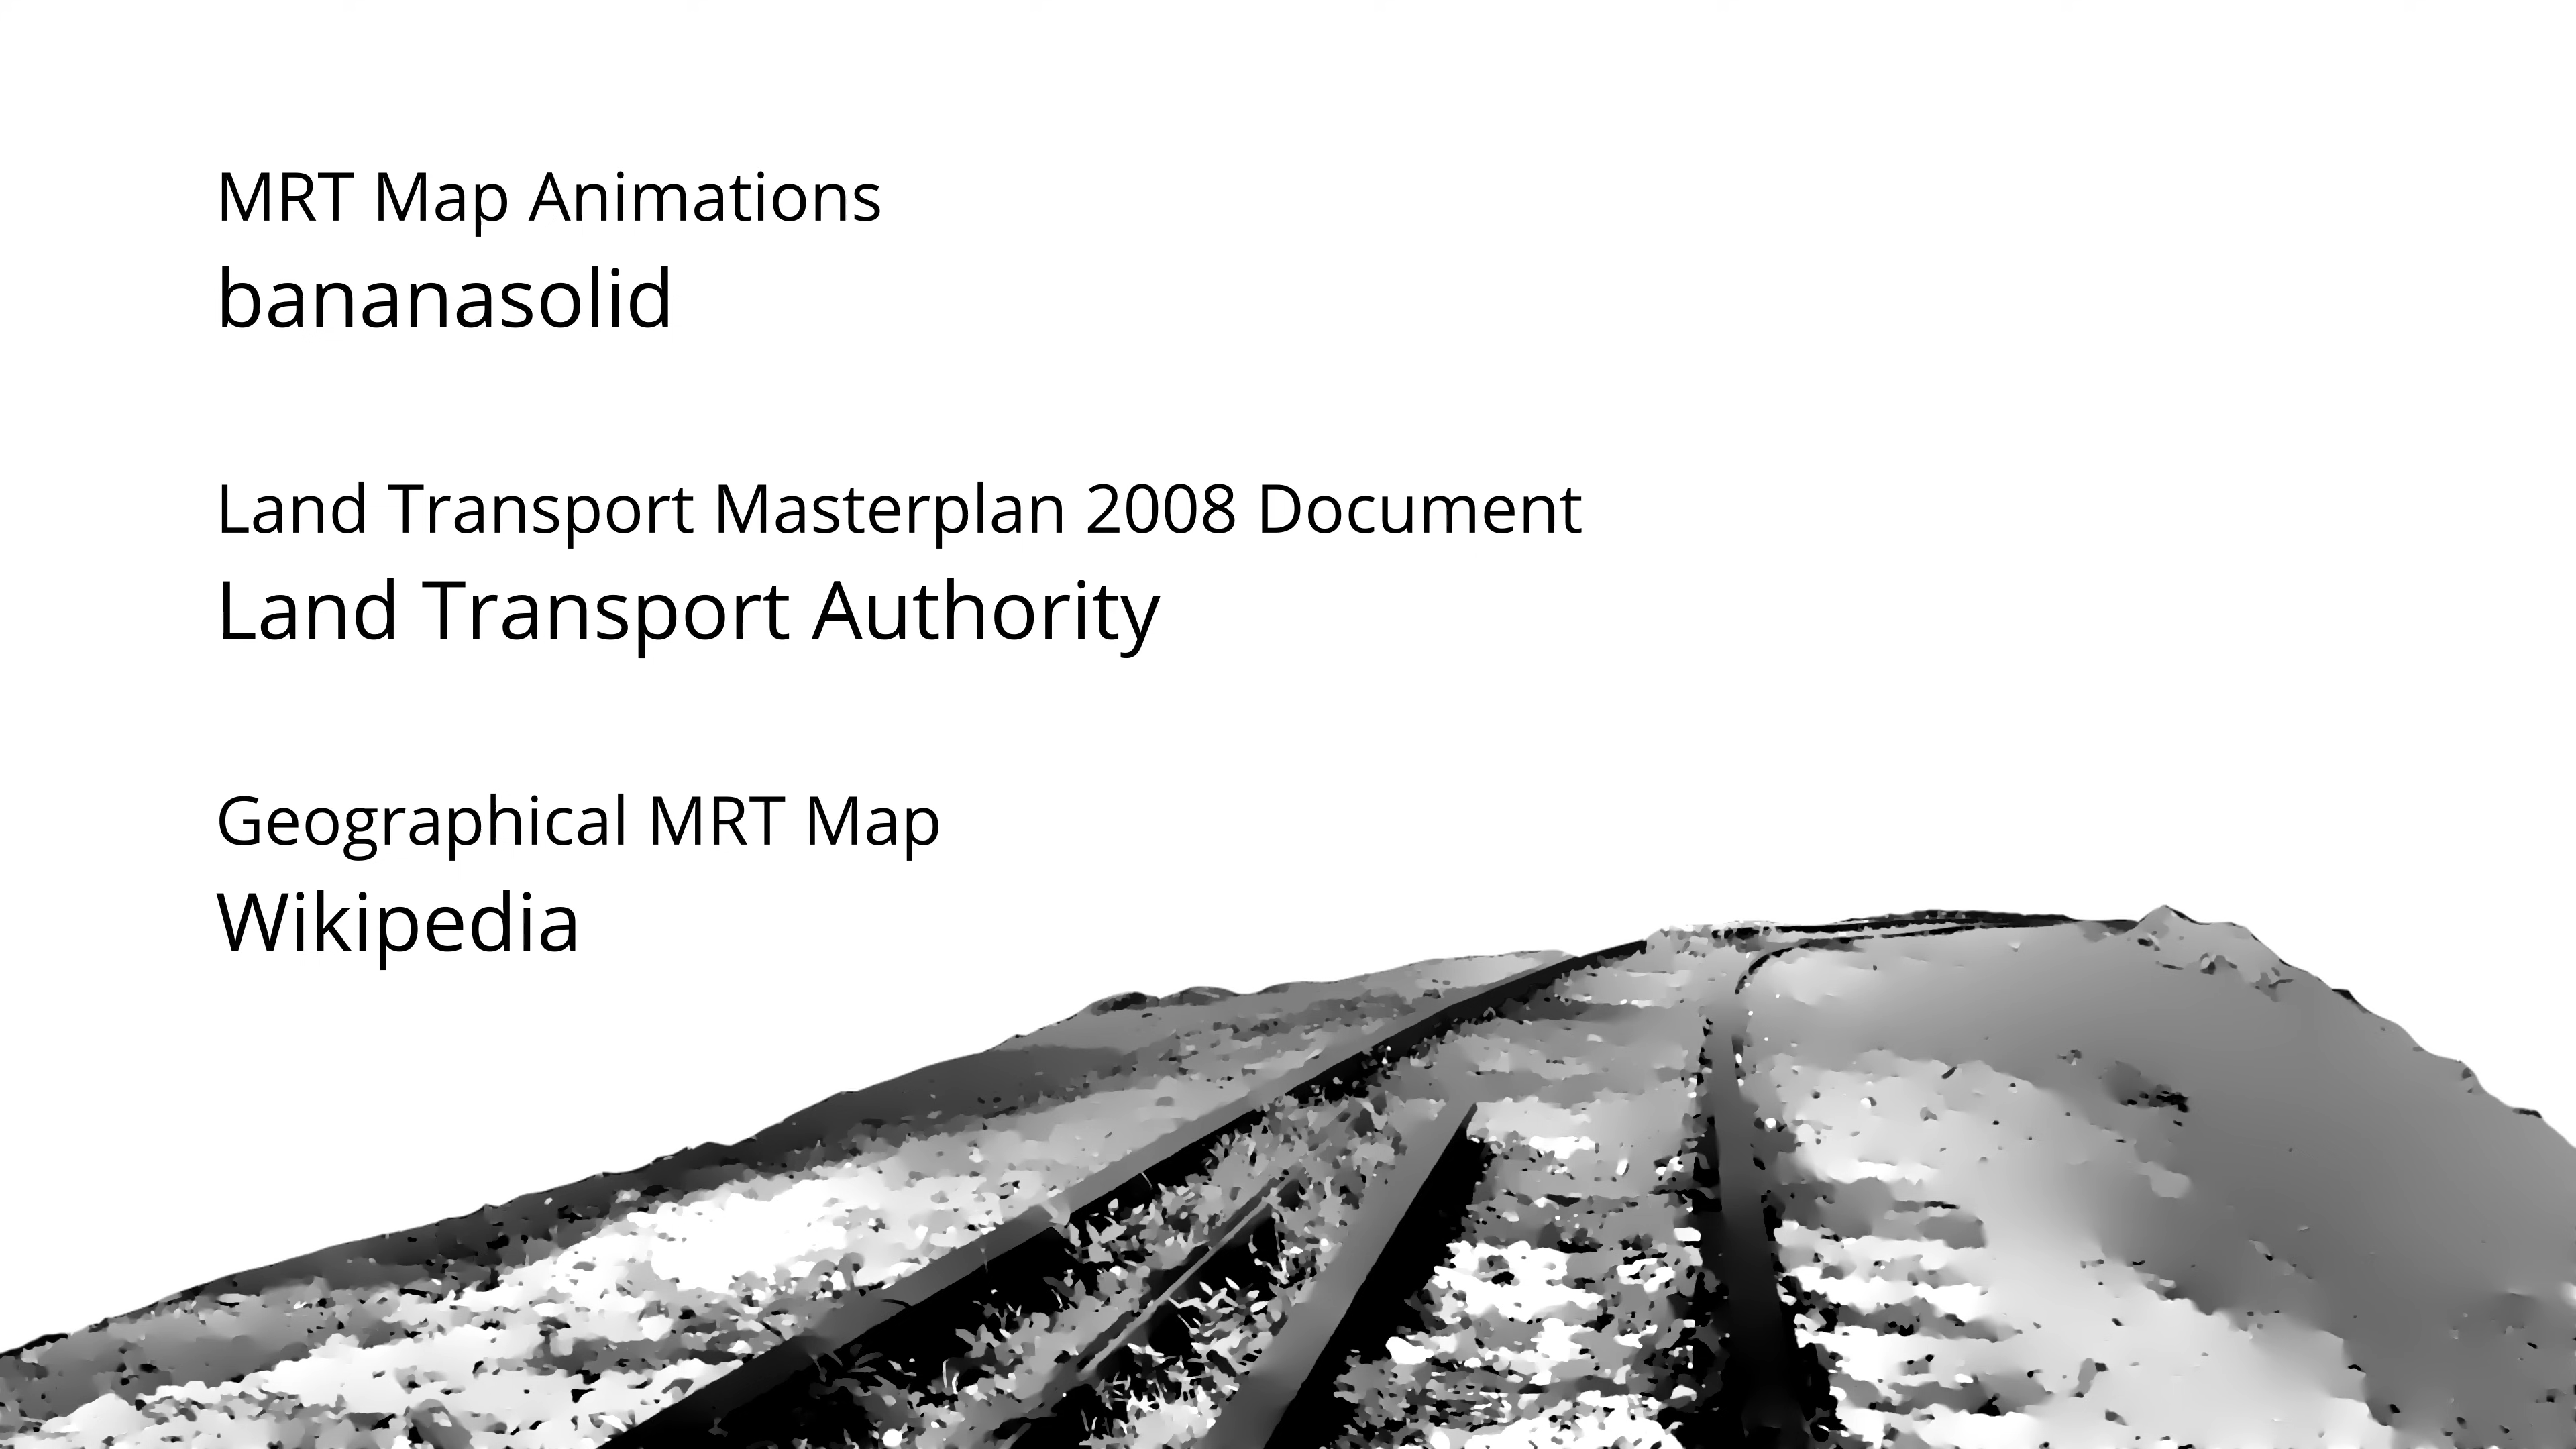 MRT Map Animations
bananasolid
Land Transport Masterplan 2008 Document
Land Transport Authority
Geographical MRT Map
Wikipedia